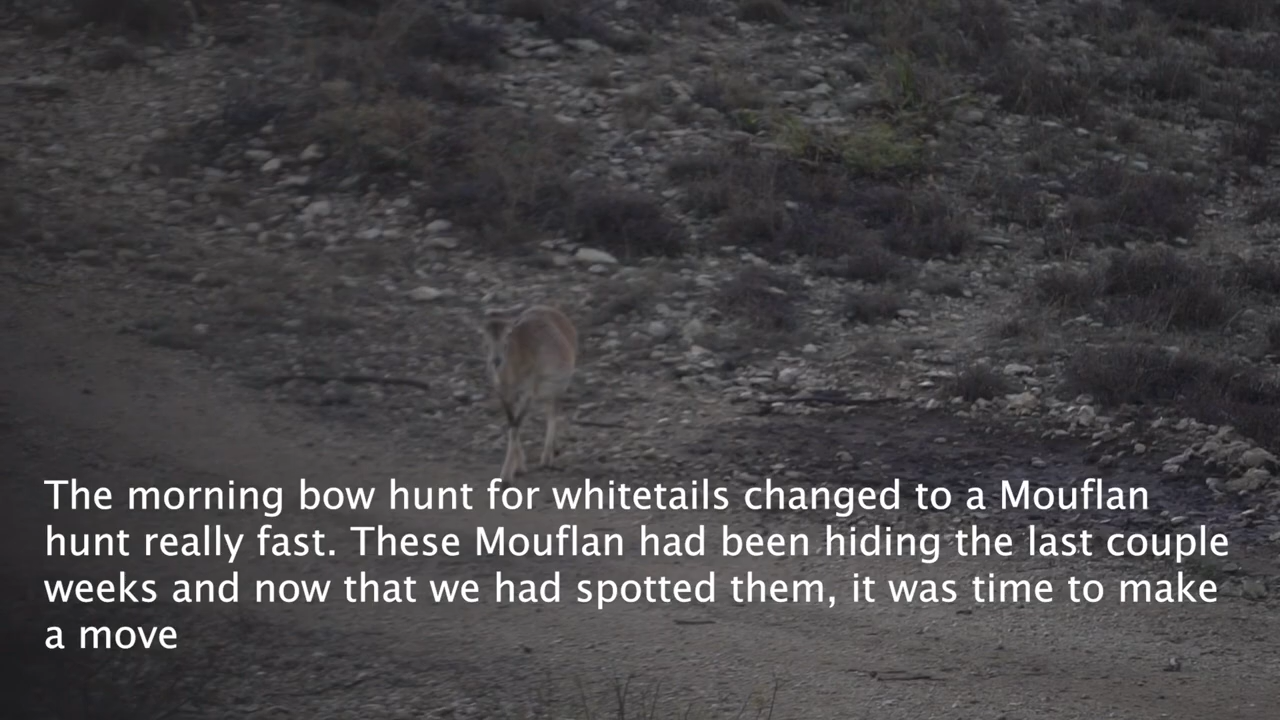 The morning bow hunt for whitetails changed to a Mouflan
hunt really fast. These Mouflan had been hiding the last couple
weeks and now that we had spotted them, it was time to make
a move